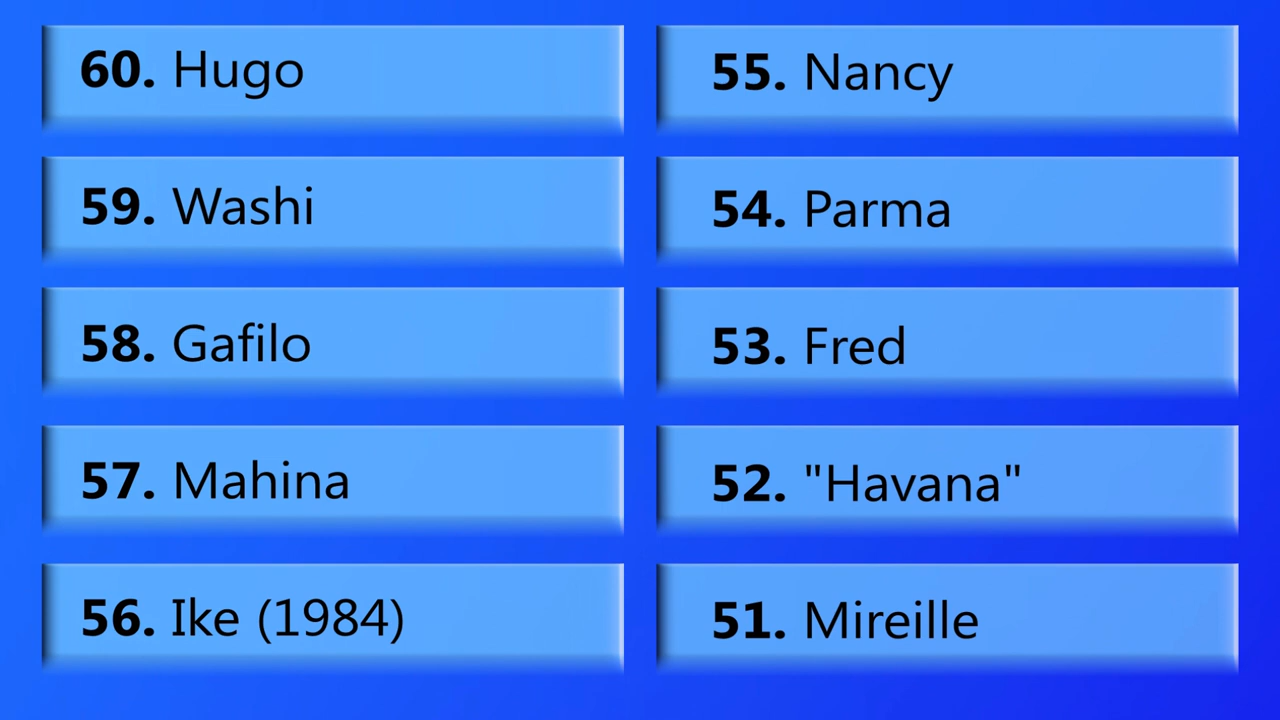 60. Hugo
59. Washi
58. Gafilo
57. Mahina
56. Ike (1984)
55. Nancy
54. Parma
53. Fred
52. "Havana"
51. Mireille